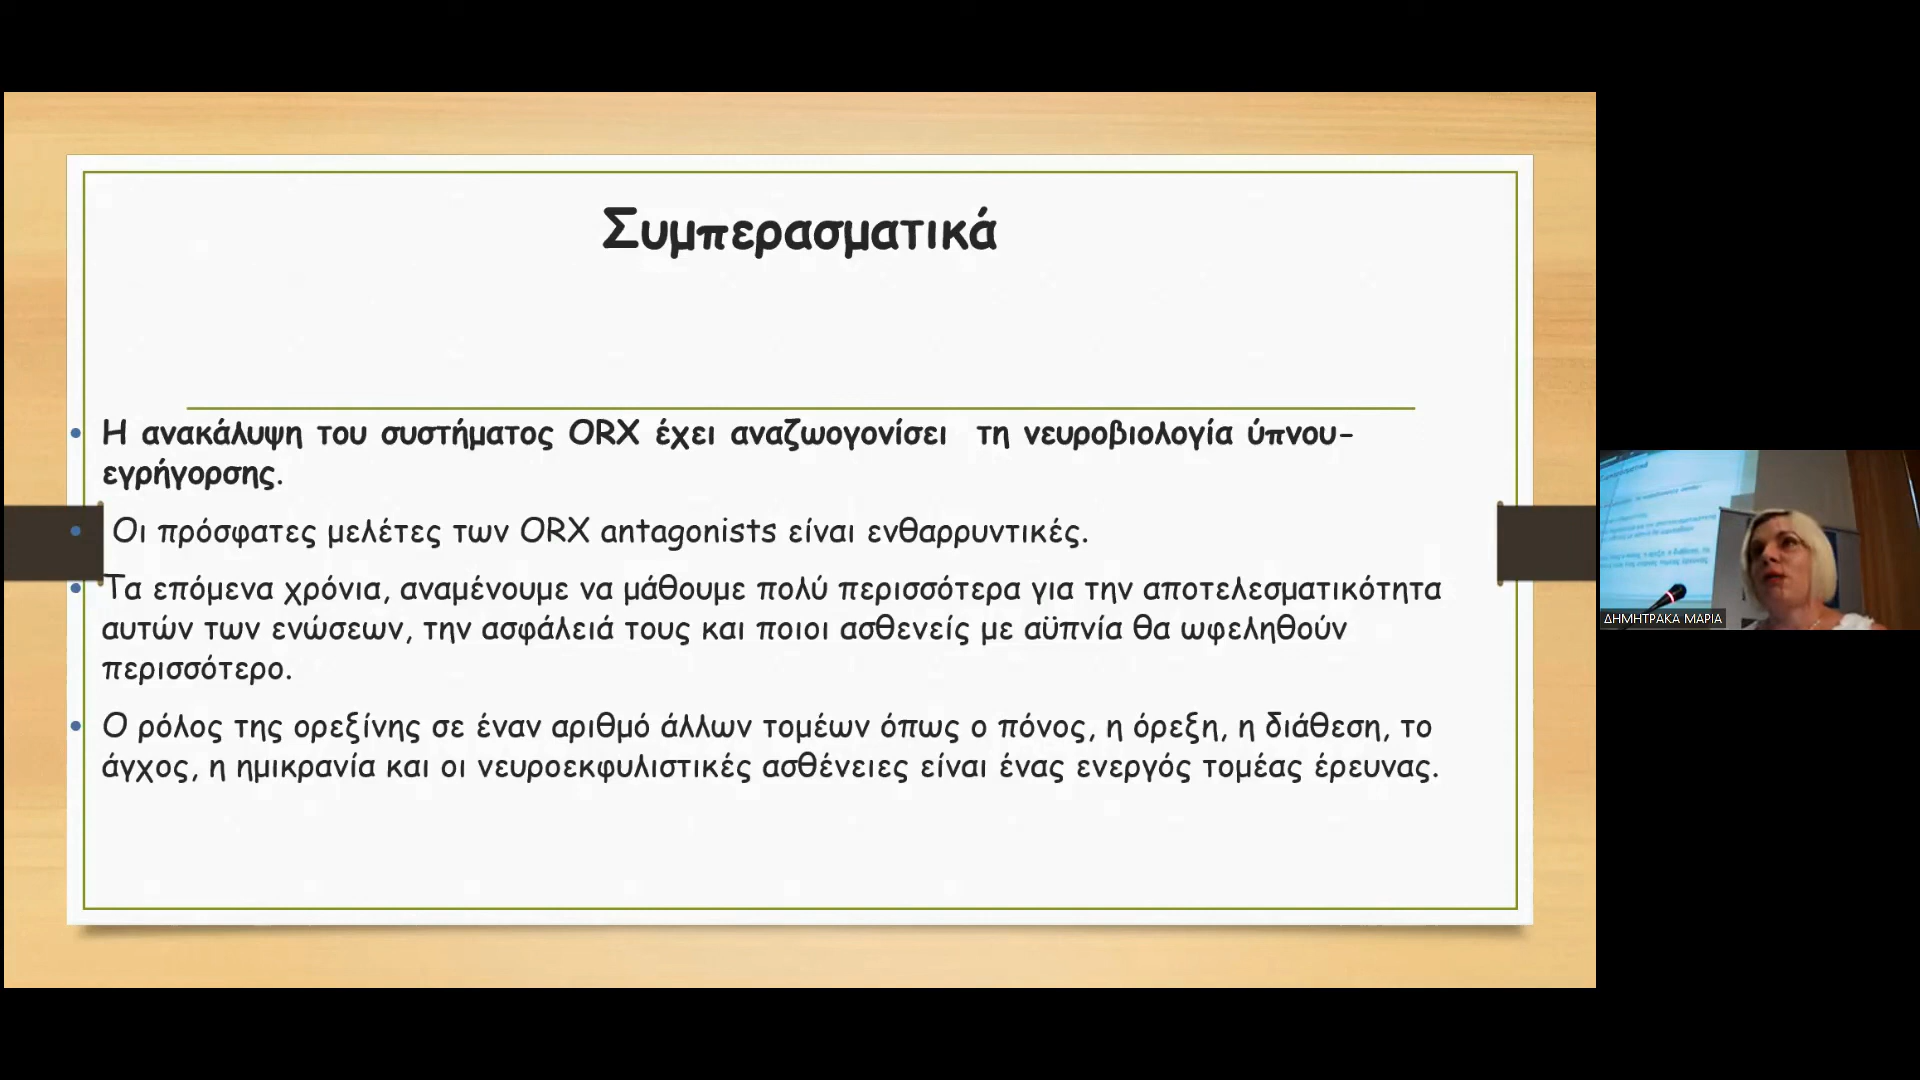 Συμπερασματικά
• Η ανακάλυψη του συστήματος ORX έχει αναζωογονίσει τη νευροβιολογία ύπνου-
εγρήγορσης.
• Οι πρόσφατες μελέτες των ORX antagonists είναι ενθαρρυντικές.
• Τα επόμενα χρόνια, αναμένουμε να μάθουμε πολύ περισσότερα για την αποτελεσματικότητα
αυτών των ενώσεων, την ασφάλειά τους και ποιοι ασθενείς με αϋπνία θα ωφεληθούν
περισσότερο.
• Ο ρόλος της ορεξίνης σε έναν αριθμό άλλων τομέων όπως ο πόνος, η όρεξη, η διάθεση, το
άγχος, η ημικρανία και οι νευροεκφυλιστικές ασθένειες είναι ένας ενεργός τομέας έρευνας.
ΔΗΜΗΤΡΑΚΑ ΜΑΡΙΑ